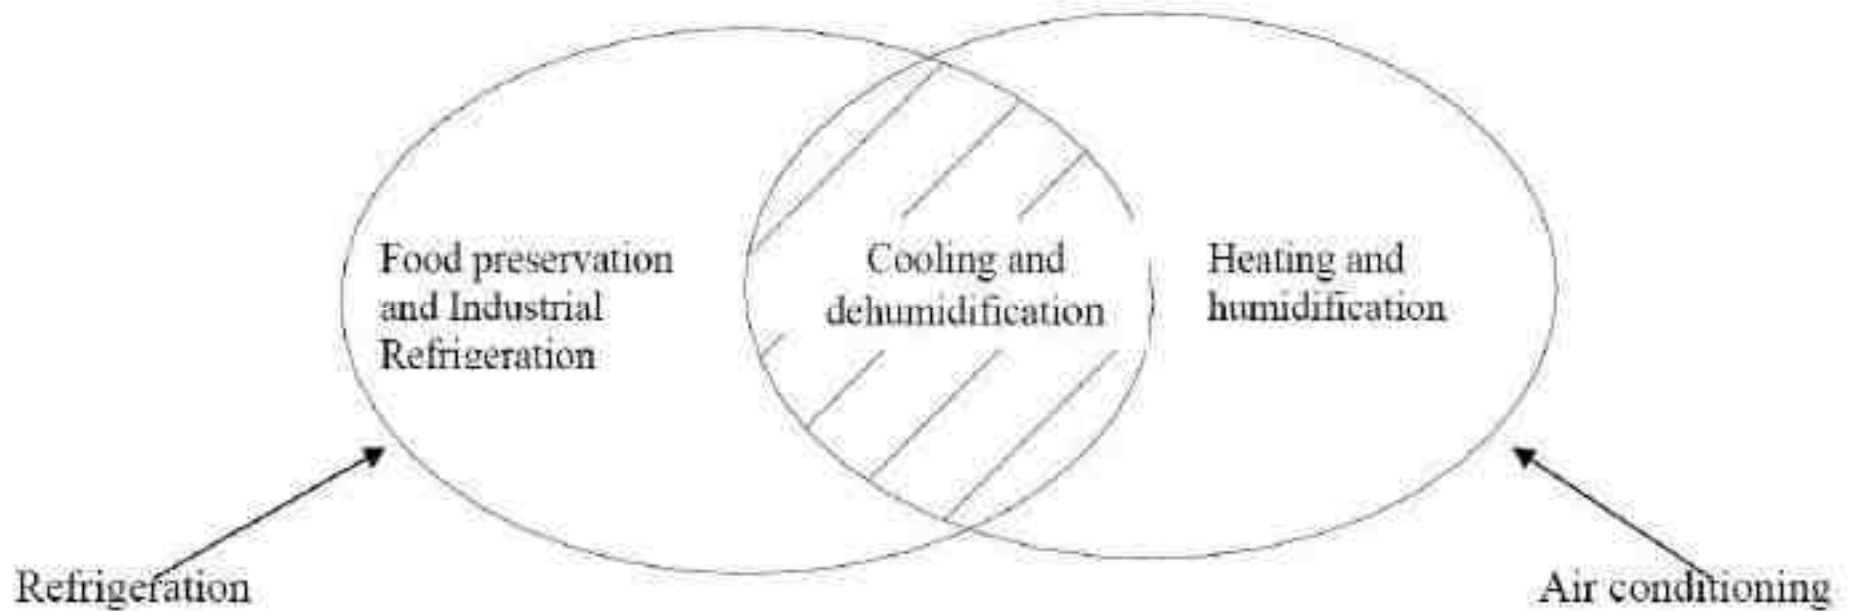 Food preservation
and Industrial
Refrigeration
Cooling and
dehumidification
Heating and
humidification
Refrigeration
Air conditioning